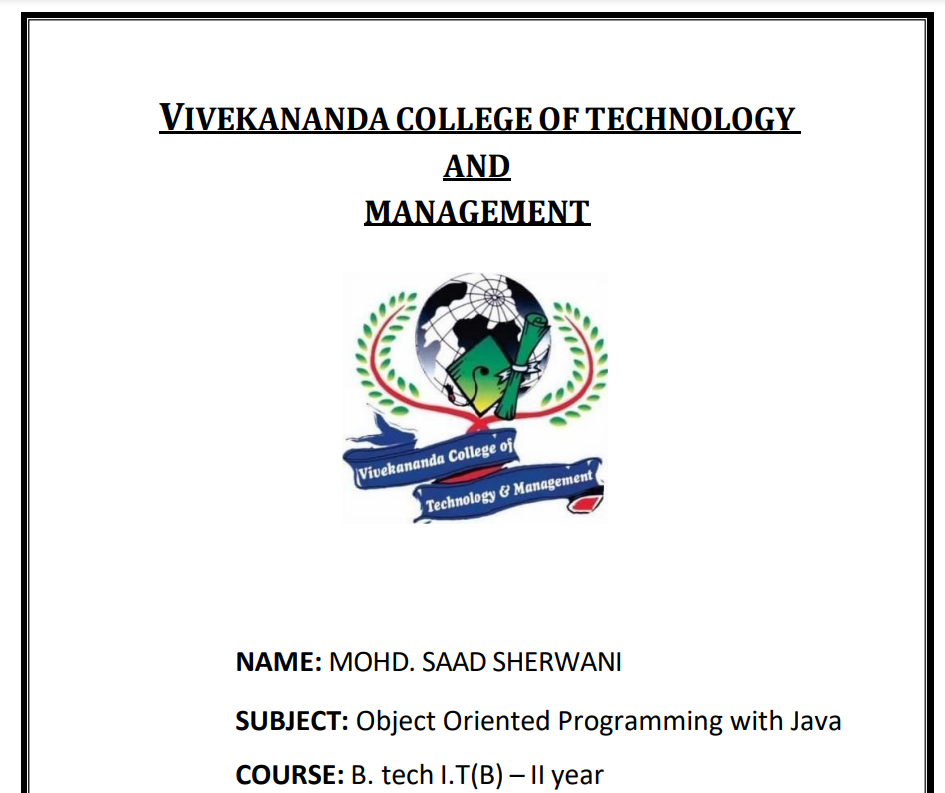 VIVEKANANDA COLLEGE OF TECHNOLOGY
AND
MANAGEMENT
Vivekananda College of
Technology & Management
NAME: MOHD. SAAD SHERWANI
SUBJECT: Object Oriented Programming with Java
COURSE: B. tech I.T(B) – II year